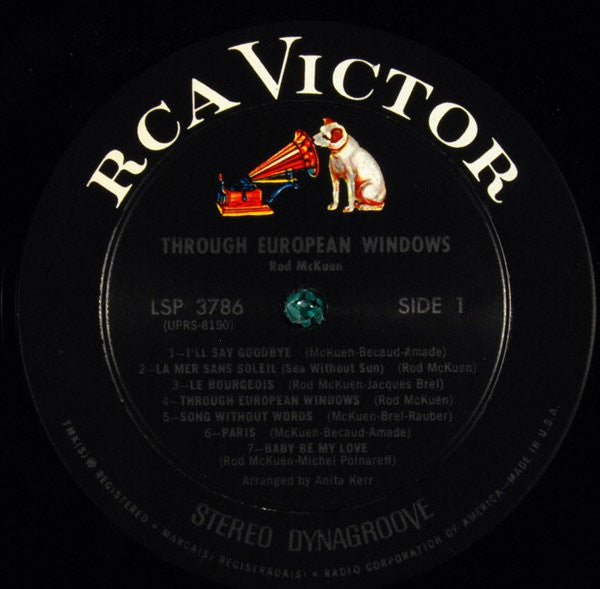 RCA VICTOR
THROUGH EUROPEAN WINDOWS
Rod McKuen
LSP 3786 SIDE 1
(UPRS-8190)
1—I'LL SAY GOODBYE (McKuen-Becaud-Amade)
2—LA MER SANS SOLEIL (Sea Without Sun) (Rod McKuen)
3—LE BOURGEOIS (Rod McKuen-Jacques Brel)
4—THROUGH EUROPEAN WINDOWS (Rod McKuen)
5—SONG WITHOUT WORDS (McKuen-Brel-Rauber)
6—PARIS (McKuen-Becaud-Amade)
7—BABY BE MY LOVE
(Rod McKuen-Michel Polnareff)
Arranged by Anita Kerr
STEREO DYNAGROOVE
TMK(S) ® REGISTERED • MARCA(S) REGISTRADA(S) • RADIO CORPORATION OF AMERICA—MADE IN U.S.A.